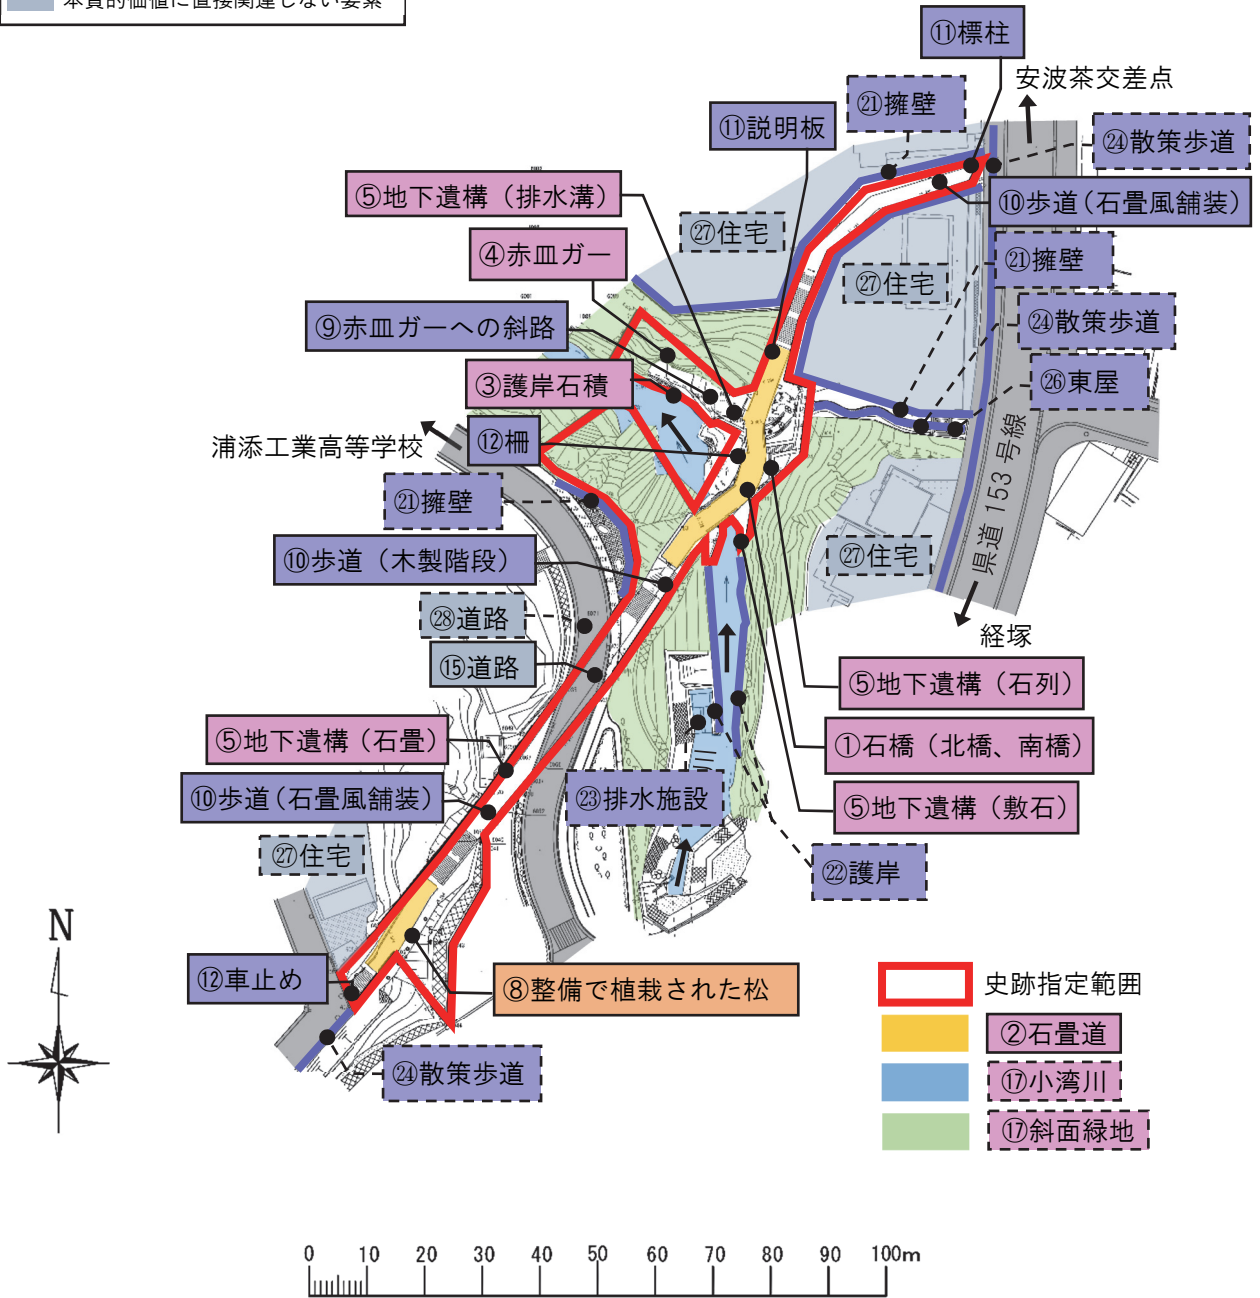 本質的価値に直接関連しない要素
⑪標柱
安波茶交差点
㉑擁壁
⑪説明板
㉔散策歩道
⑤地下遺構（排水溝）
⑩歩道（石畳風舗装）
㉗住宅
④赤皿ガー
㉑擁壁
㉗住宅
⑨赤皿ガーへの斜路
㉔散策歩道
③護岸石積
㉖東屋
⑫柵
浦添工業高等学校
県道 153 号線
㉑擁壁
⑩歩道（木製階段）
㉗住宅
㉘道路
経塚
⑮道路
⑤地下遺構（石列）
⑤地下遺構（石畳）
①石橋（北橋、南橋）
⑩歩道（石畳風舗装）
㉓排水施設
⑤地下遺構（敷石）
㉗住宅
㉒護岸
N
⑫車止め
⑧整備で植栽された松
史跡指定範囲
②石畳道
㉔散策歩道
⑰小湾川
⑰斜面緑地
0 10 20 30 40 50 60 70 80 90 100m